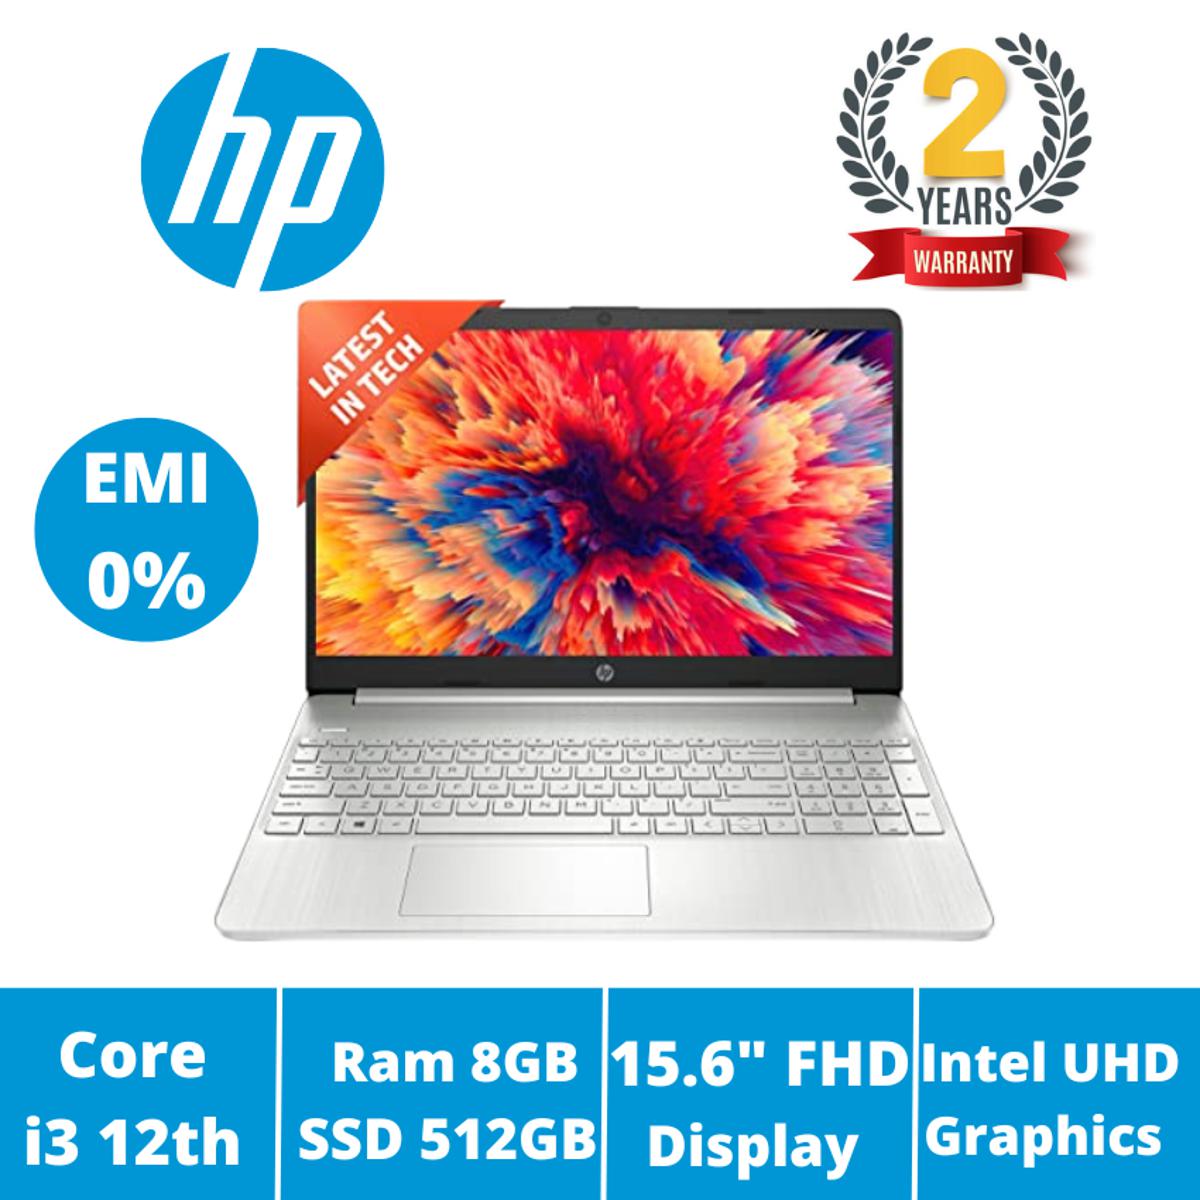 hp
2
YEARS
WARRANTY
LATEST
IN TECH
EMI
0%
hp
Core
i3 12th
Ram 8GB
SSD 512GB
15.6" FHD
Display
Intel UHD
Graphics